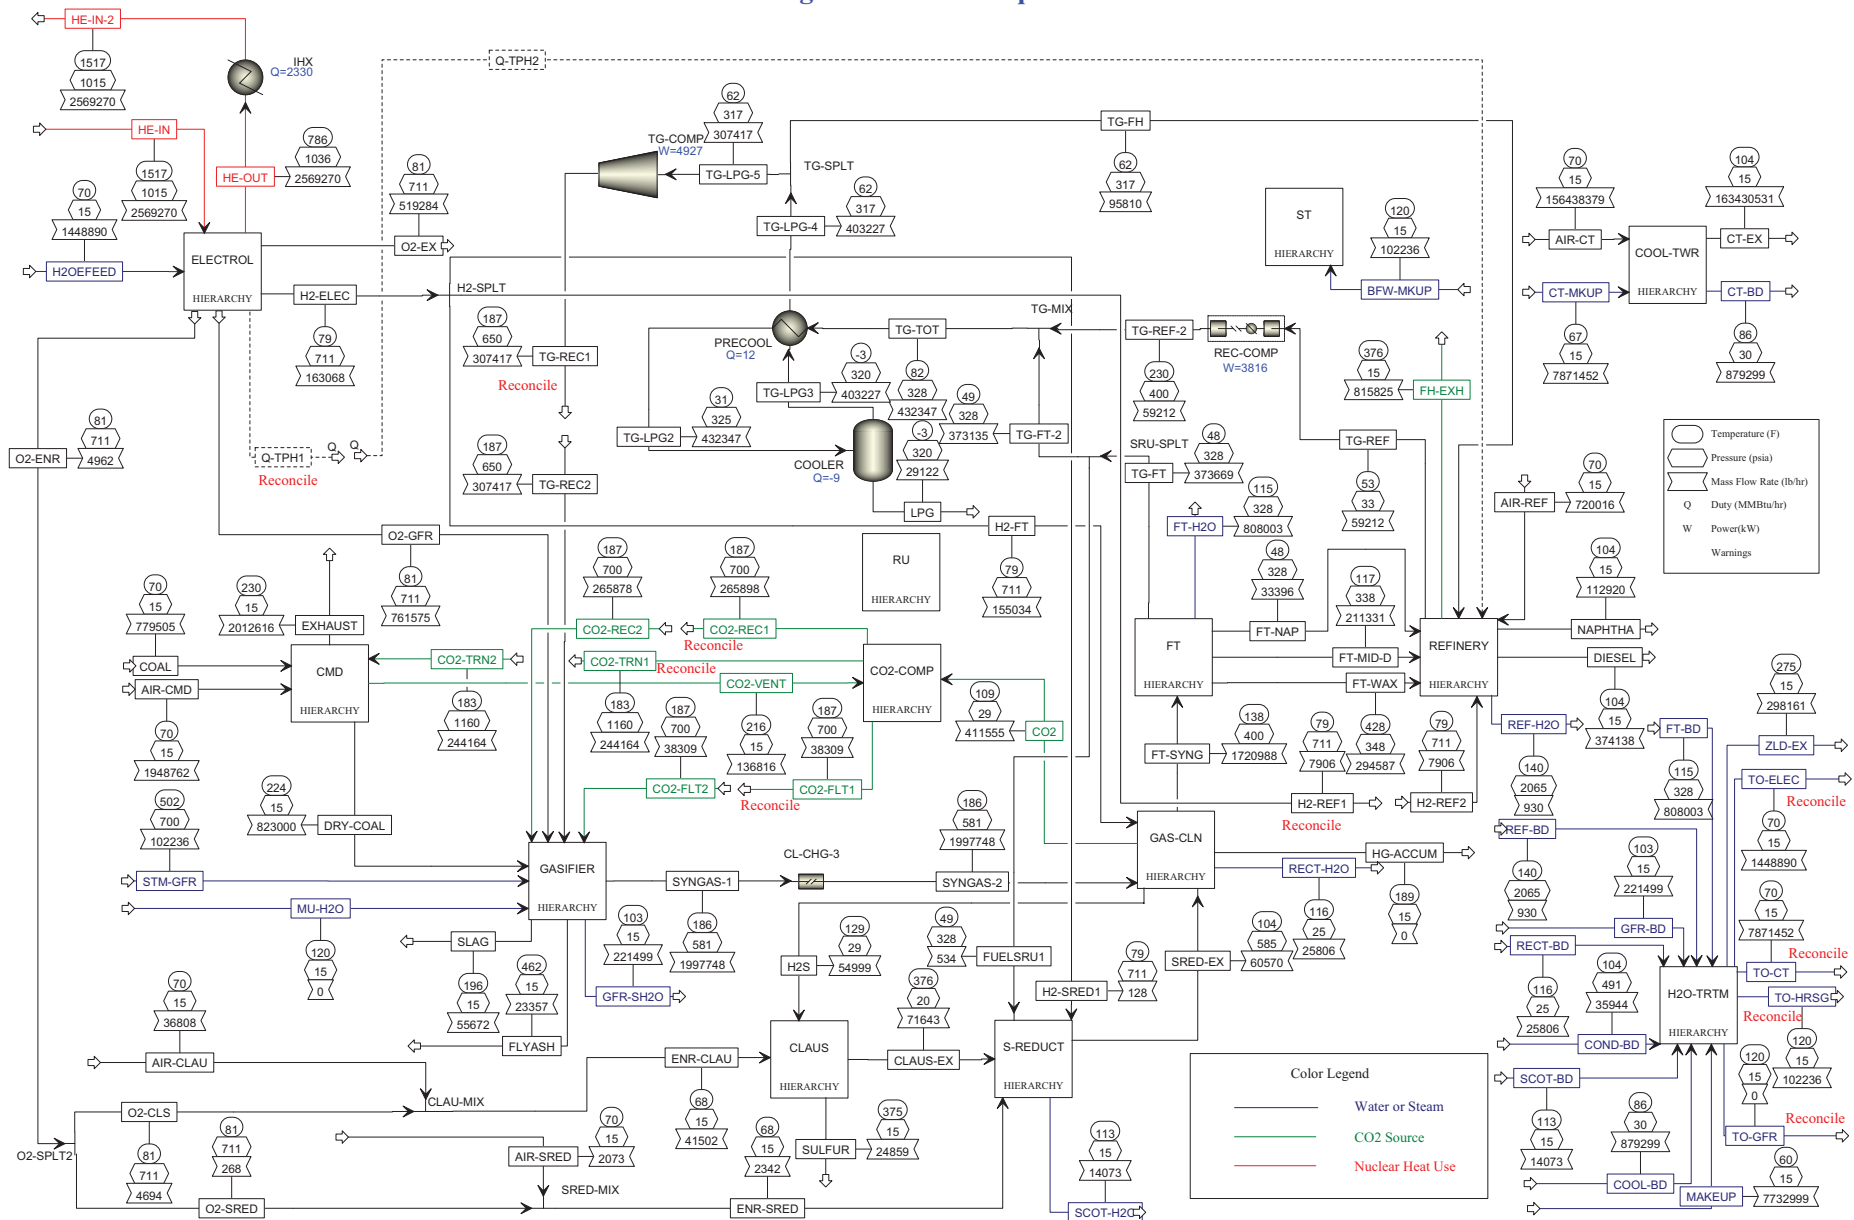 HE-IN-2
1517
1015
2569270
IHX
Q=2330
HE-IN
1517
1015
2569270
HE-OUT
786
1036
2569270
70
15
1448890
H2OEFEED
ELECTROL
HIERARCHY
81
711
519284
O2-EX
H2-ELEC
79
711
163068
H2-SPLT
Q-TPH2
Q-TPH1
Q
Q
Reconcile
O2-ENR
81
711
4962
TG-COMP
W=4927
62
317
307417
TG-LPG-5
TG-SPLT
TG-LPG-4
62
317
403227
TG-FH
62
317
95810
187
650
307417
TG-REC1
Reconcile
187
650
307417
TG-REC2
PRECOOL
Q=12
TG-TOT
82
328
432347
TG-MIX
TG-LPG3
-3
320
403227
TG-LPG2
31
325
432347
COOLER
Q=-9
-3
320
29122
LPG
49
328
373135
TG-FT-2
TG-REF-2
230
400
59212
REC-COMP
W=3816
SRU-SPLT
TG-FT
48
328
373669
TG-REF
53
33
59212
ST
HIERARCHY
120
15
102236
BFW-MKUP
376
15
815825
FH-EXH
70
15
156438379
AIR-CT
104
15
163430531
CT-EX
COOL-TWR
HIERARCHY
CT-MKUP
67
15
7871452
CT-BD
86
30
879299
Temperature (F)
Pressure (psia)
Mass Flow Rate (lb/hr)
Q Duty (MMBtu/hr)
W Power(kW)
Warnings
AIR-REF
70
15
720016
H2-FT
79
711
155034
FT-H2O
115
328
808003
RU
HIERARCHY
O2-GFR
81
711
761575
70
15
779505
COAL
AIR-CMD
70
15
1948762
230
15
2012616
EXHAUST
CMD
HIERARCHY
187
700
265878
CO2-REC2
187
700
265898
CO2-REC1
Reconcile
CO2-TRN2
183
1160
244164
CO2-TRN1
Reconcile
183
1160
244164
CO2-VENT
216
15
136816
CO2-COMP
HIERARCHY
187
700
38309
CO2-FLT2
187
700
38309
CO2-FLT1
Reconcile
109
29
411555
CO2
FT
HIERARCHY
48
328
33396
FT-NAP
117
338
211331
FT-MID-D
FT-WAX
428
348
294587
FT-SYNG
138
400
1720988
REFINERY
HIERARCHY
104
15
112920
NAPHTHA
DIESEL
104
15
374138
79
711
7906
H2-REF1
Reconcile
79
711
7906
H2-REF2
REF-H2O
140
2065
930
FT-BD
115
328
808003
275
15
298161
ZLD-EX
TO-ELEC
Reconcile
70
15
1448890
REF-BD
140
2065
930
103
15
221499
GFR-BD
RECT-BD
116
25
25806
104
491
35944
COND-BD
SCOT-BD
113
15
14073
86
30
879299
COOL-BD
MAKEUP
60
15
7732999
H2O-TRTM
HIERARCHY
70
15
7871452
TO-CT
Reconcile
TO-HRSG
Reconcile
120
15
102236
120
15
0
TO-GFR
Reconcile
224
15
823000
DRY-COAL
502
700
102236
STM-GFR
MU-H2O
120
15
0
GASIFIER
HIERARCHY
SYNGAS-1
186
581
1997748
CL-CHG-3
186
581
1997748
SYNGAS-2
GAS-CLN
HIERARCHY
HG-ACCUM
189
15
0
RECT-H2O
116
25
25806
SLAG
196
15
55672
462
15
23357
FLYASH
103
15
221499
GFR-SH2O
129
29
54999
H2S
49
328
534
FUELSRU1
SRED-EX
104
585
60570
H2-SRED1
79
711
128
70
15
36808
AIR-CLAU
CLAU-MIX
ENR-CLAU
68
15
41502
CLAUS
HIERARCHY
376
20
71643
CLAUS-EX
S-REDUCT
HIERARCHY
O2-CLS
81
711
4694
O2-SPLT2
81
711
268
O2-SRED
AIR-SRED
70
15
2073
SRED-MIX
68
15
2342
ENR-SRED
SULFUR
375
15
24859
113
15
14073
SCOT-H2O
Color Legend
Water or Steam
CO2 Source
Nuclear Heat Use